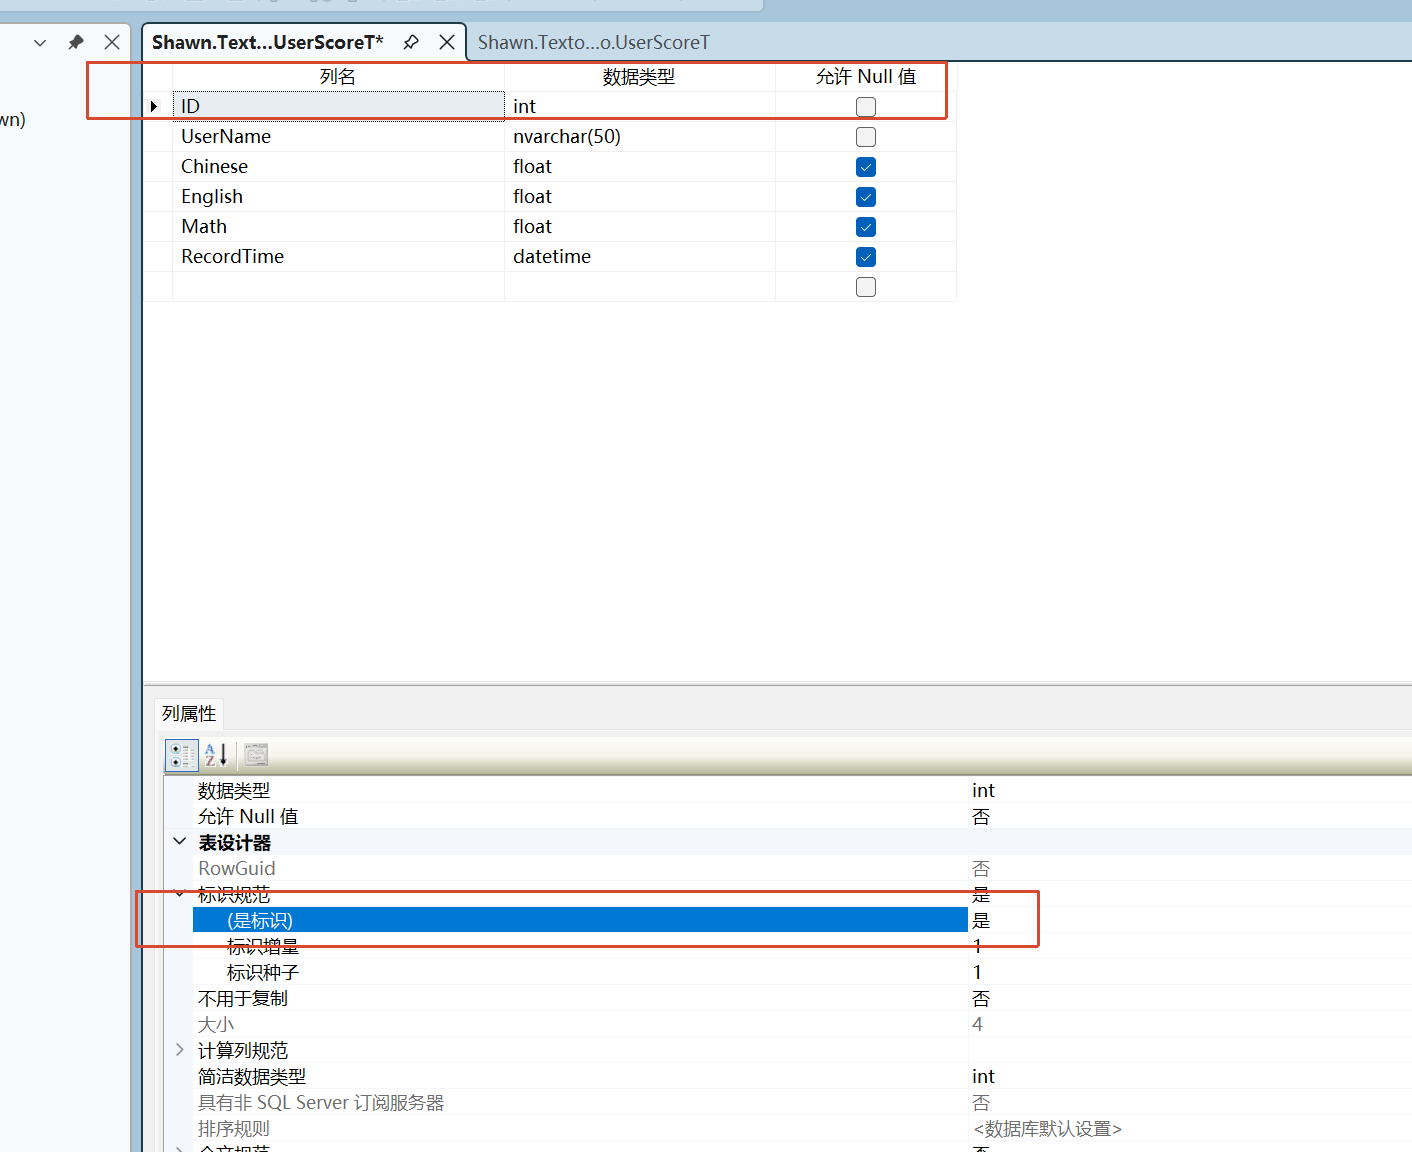 Shawn.Text...UserScoreT*
Shawn.Texto...o.UserScoreT
wn)
列名 数据类型 允许 Null 值
ID int
UserName nvarchar(50)
Chinese float
English float
Math float
RecordTime datetime
列属性
数据类型 int
允许 Null 值 否
表设计器
RowGuid 否
标识规范 是
(是标识) 是
标识增量 1
标识种子 1
不用于复制 否
大小 4
计算列规范
简洁数据类型 int
具有非 SQL Server 订阅服务器 否
排序规则 <数据库默认设置>